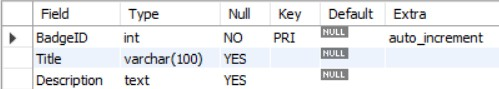 Field Type Null Key Default Extra
BadgeID int NO PRI NULL auto_increment
Title varchar(100) YES NULL
Description text YES NULL